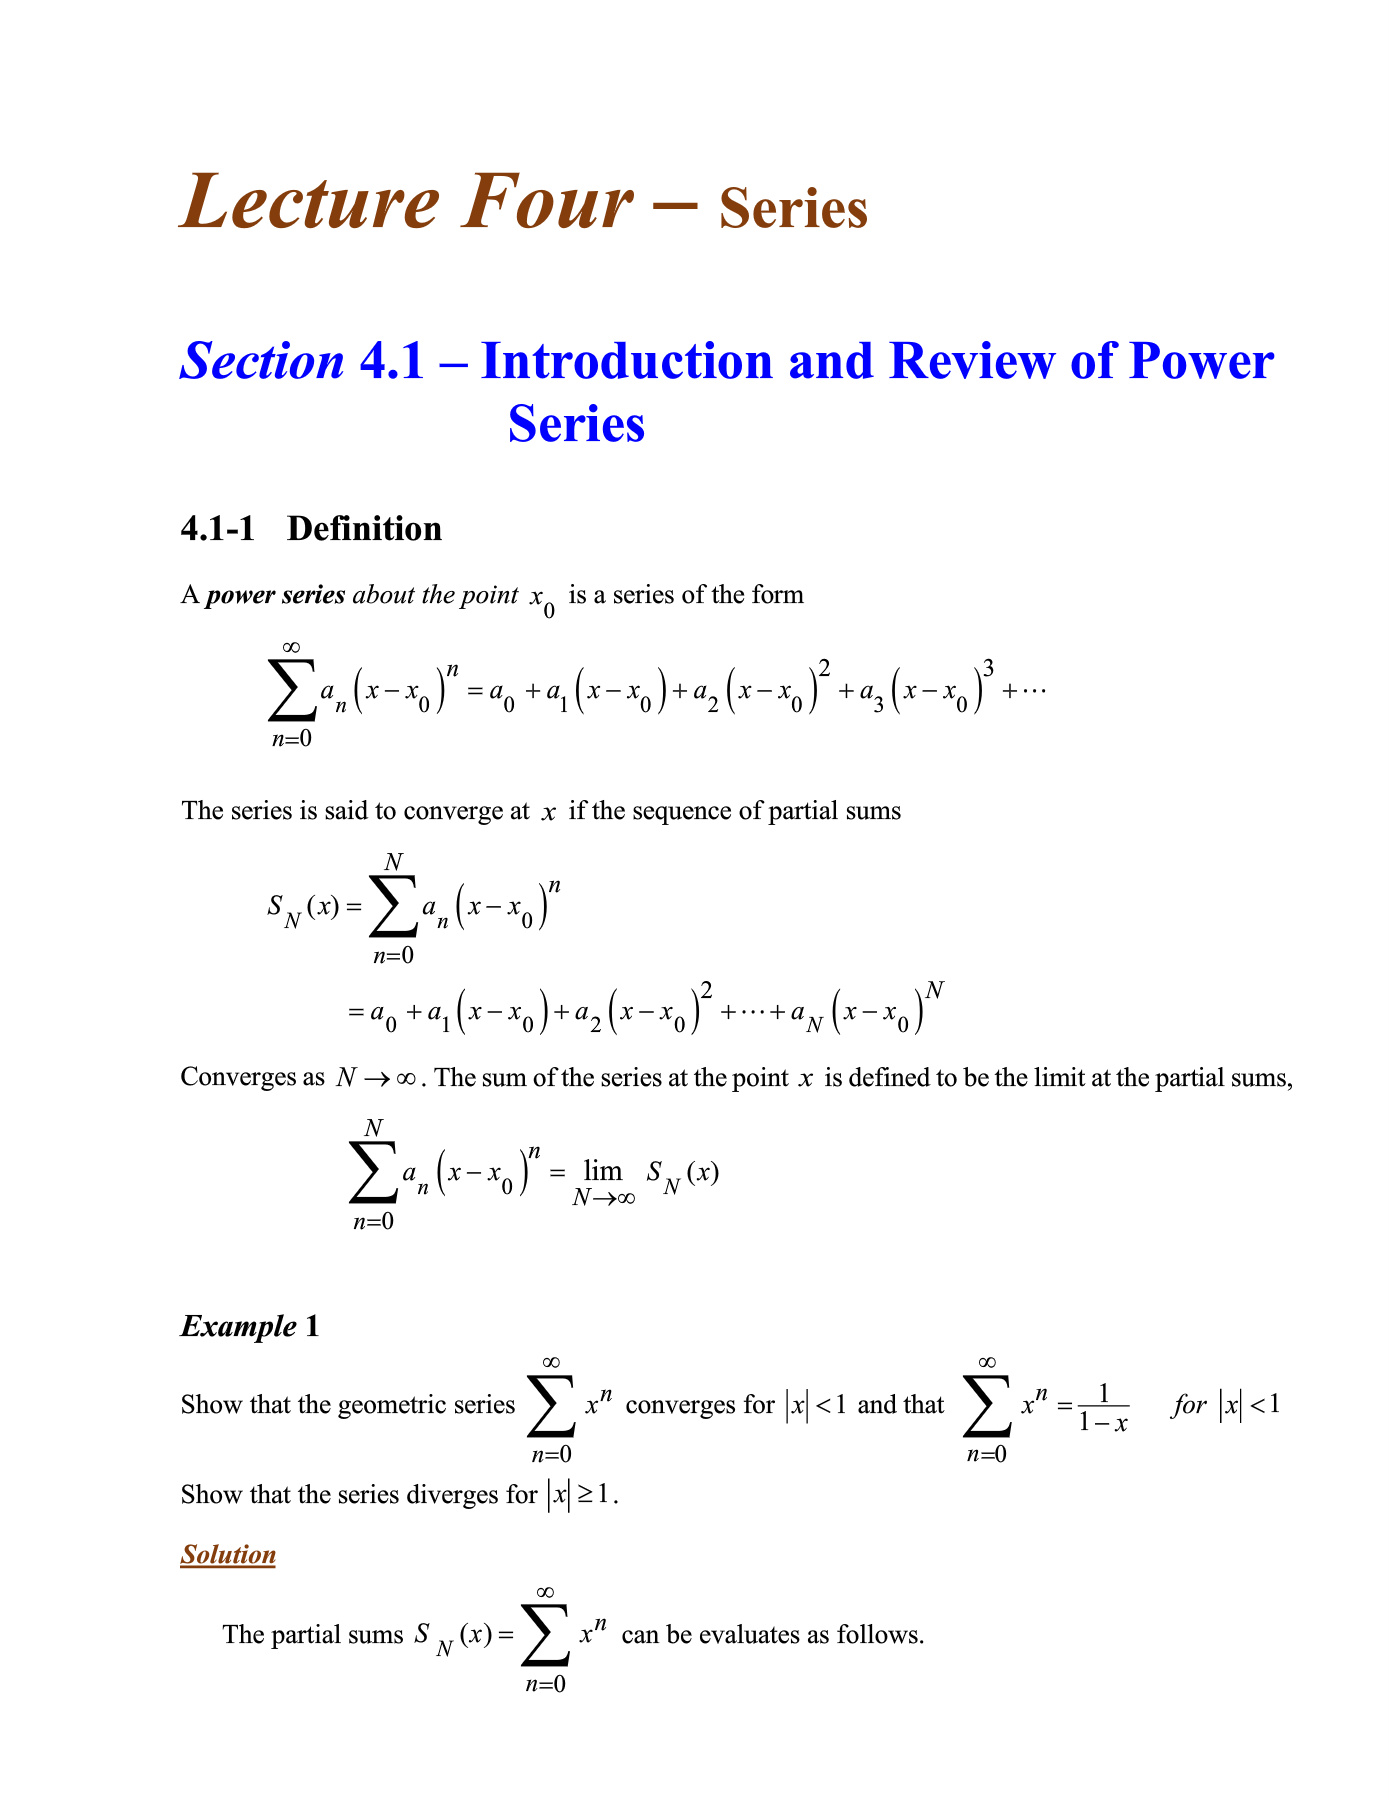 Lecture Four – Series
Section 4.1 – Introduction and Review of Power
Series
4.1-1 Definition
A power series about the point x_0 is a series of the form
\sum_{n=0}^{\infty} a_n (x - x_0)^n = a_0 + a_1 (x - x_0) + a_2 (x - x_0)^2 + a_3 (x - x_0)^3 + \cdots
The series is said to converge at x if the sequence of partial sums
S_N(x) = \sum_{n=0}^{N} a_n (x - x_0)^n
= a_0 + a_1 (x - x_0) + a_2 (x - x_0)^2 + \cdots + a_N (x - x_0)^N
Converges as N → ∞. The sum of the series at the point x is defined to be the limit at the partial sums,
\sum_{n=0}^{N} a_n (x - x_0)^n = \lim_{N→∞} S_N(x)
Example 1
Show that the geometric series \sum_{n=0}^{\infty} x^n converges for |x| < 1 and that \sum_{n=0}^{\infty} x^n = \frac{1}{1 - x} for |x| < 1
Show that the series diverges for |x| ≥ 1.
Solution
The partial sums S_N(x) = \sum_{n=0}^{\infty} x^n can be evaluates as follows.